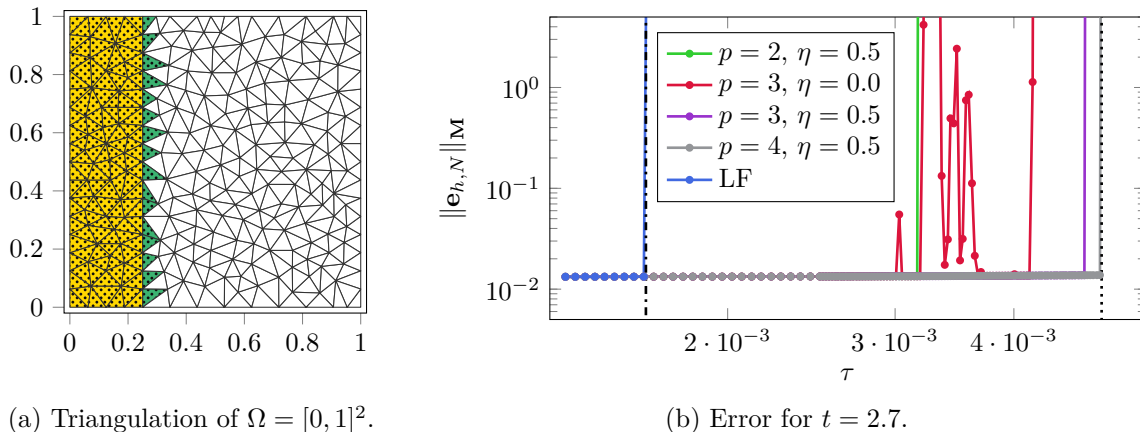 1
0.8
0.6
0.4
0.2
0
0 0.2 0.4 0.6 0.8 1
(a) Triangulation of Ω = [0, 1]².
‖e_{h,N}‖_M
10⁰
10⁻¹
10⁻²
p = 2, η = 0.5
p = 3, η = 0.0
p = 3, η = 0.5
p = 4, η = 0.5
LF
2 · 10⁻³ 3 · 10⁻³ 4 · 10⁻³
τ
(b) Error for t = 2.7.